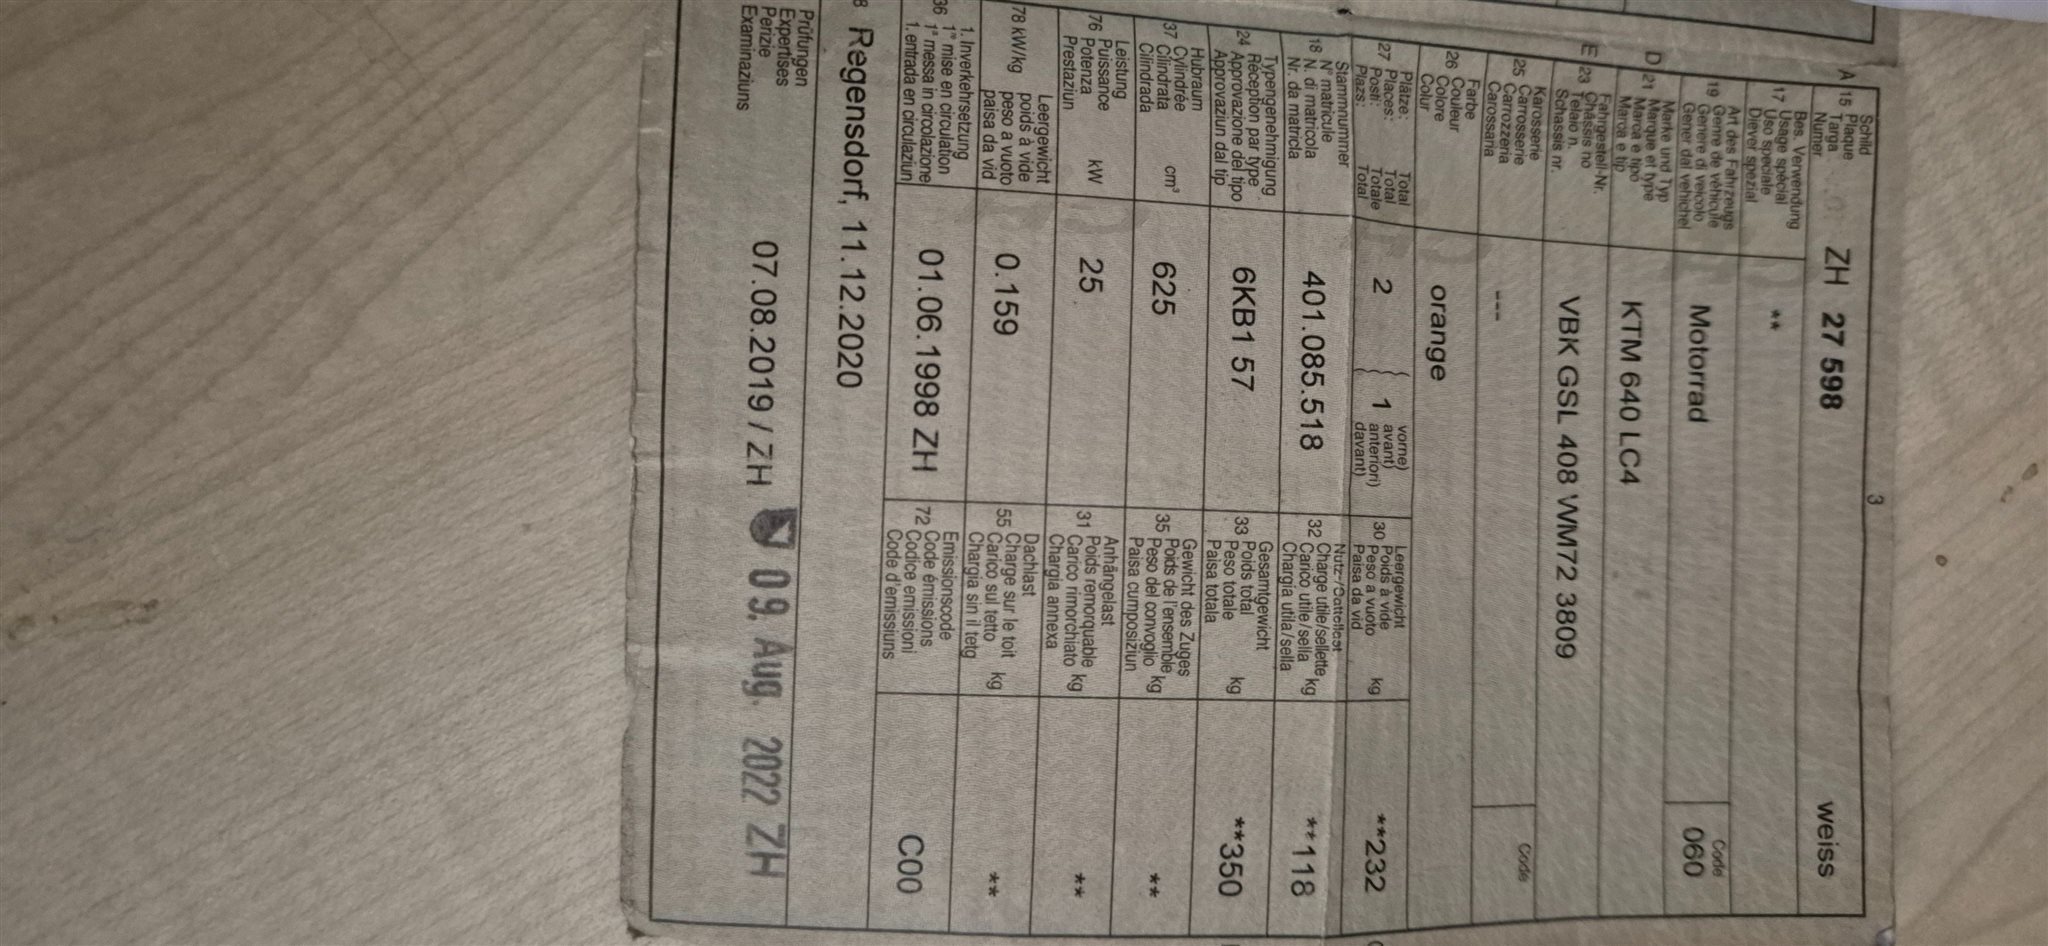 3
Schild
A 15 Plaque
Targa
Numer
ZH 27 598
weiss
Bes. Verwendung
17 Usage spécial
Uso speciale
Diever spezial
**
Art des Fahrzeugs
19 Genre de véhicule
Genere di veicolo
Gener dal vehichel
Motorrad
Code
060
Marke und Typ
D 21 Marque et type
Marca e tipo
Marca e tip
KTM 640 LC4
Fahrgestell-Nr.
E 23 Châssis no
Telaio n.
Schassis nr.
VBK GSL 408 WM72 3809
Karosserie
25 Carrosserie
Carrozzeria
Carossaria
---
Code
Farbe
26 Couleur
Colore
Colur
orange
Plätze: Total
27 Places: Total
Posti: Totale
Plazs: Total
2
1
vorne)
avant)
anteriori)
davant)
Leergewicht
30 Poids à vide
Peso a vuoto
Paisa da vid
kg
**232
Stammnummer
18 N° matricule
N. di matricola
Nr. da matricla
401.085.518
Nutz-/Sattellast
32 Charge utile/sellette
Carico utile/sella kg
Chargia utila/sella
**118
Typengenehmigung
24 Réception par type
Approvazione del tipo
Approvaziun dal tip
6KB1 57
Gesamtgewicht
33 Poids total
Peso totale
Paisa totala
kg
**350
Hubraum
37 Cylindrée
Cilindrata
Cilindrada
cm³
625
Gewicht des Zuges
35 Poids de l'ensemble
Peso del convoglio kg
Paisa cumposiziun
**
Leistung
76 Puissance
Potenza
Prestaziun
kW
25
Anhängelast
31 Poids remorquable
Carico rimorchiato kg
Chargia annexa
**
Leergewicht
78 kW/kg poids à vide
peso a vuoto
paisa da vid
0.159
Dachlast
55 Charge sur le toit
Carico sul tetto
Chargia sin il tetg
kg
**
1. Inverkehrsetzung
36 1re mise en circulation
1a messa in circolazione
1. entrada en circulaziun
01.06.1998 ZH
Emissionscode
72 Code émissions
Codice emissioni
Code d'emissiuns
C00
8 Regensdorf, 11.12.2020
Prüfungen
Expertises
Perizie
Examinaziuns
07.08.2019 / ZH
09. Aug. 2022 ZH